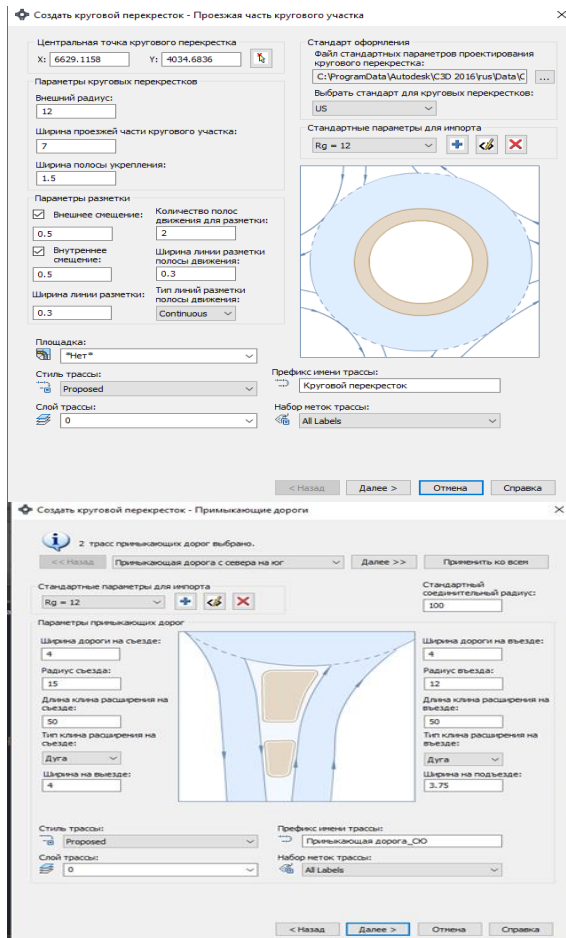 Создать круговой перекресток - Проезжая часть кругового участка
Центральная точка кругового перекрестка
X: 6629.1158 Y: 4034.6836
Параметры круговых перекрестков
Внешний радиус:
12
Ширина проезжей части кругового участка:
7
Ширина полосы укрепления:
1.5
Параметры разметки
Внешнее смещение:
0.5
Внутреннее
смещение:
0.5
Ширина линии разметки:
0.3
Количество полос
движения для разметки:
2
Ширина линии разметки
полосы движения:
0.3
Тип линий разметки
полосы движения:
Continuous
Стандарт оформления
Файл стандартных параметров проектирования
кругового перекрестка:
C:\ProgramData\Autodesk\C3D 2016\rus\Data\C ...
Выбрать стандарт для круговых перекрестков:
US
Стандартные параметры для импорта
Rg = 12
Площадка:
*Нет*
Стиль трассы:
Proposed
Слой трассы:
0
Префикс имени трассы:
Круговой перекресток
Набор меток трассы:
All Labels
< Назад Далее > Отмена Справка
Создать круговой перекресток - Примыкающие дороги
2 трасс примыкающих дорог выбрано.
<< Назад Примыкающая дорога с севера на юг Далее >> Применить ко всем
Стандартные параметры для импорта
Rg = 12
Стандартный
соединительный радиус:
100
Параметры примыкающих дорог
Ширина дороги на съезде:
4
Радиус съезда:
15
Длина клина расширения на
съезде:
50
Тип клина расширения на
съезде:
Дуга
Ширина на выезде:
4
Ширина дороги на въезде:
4
Радиус въезда:
12
Длина клина расширения на
въезде:
50
Тип клина расширения на
въезде:
Дуга
Ширина на подъезде:
3.75
Стиль трассы:
Proposed
Слой трассы:
0
Префикс имени трассы:
Примыкающая дорога_СЮ
Набор меток трассы:
All Labels
< Назад Далее > Отмена Справка